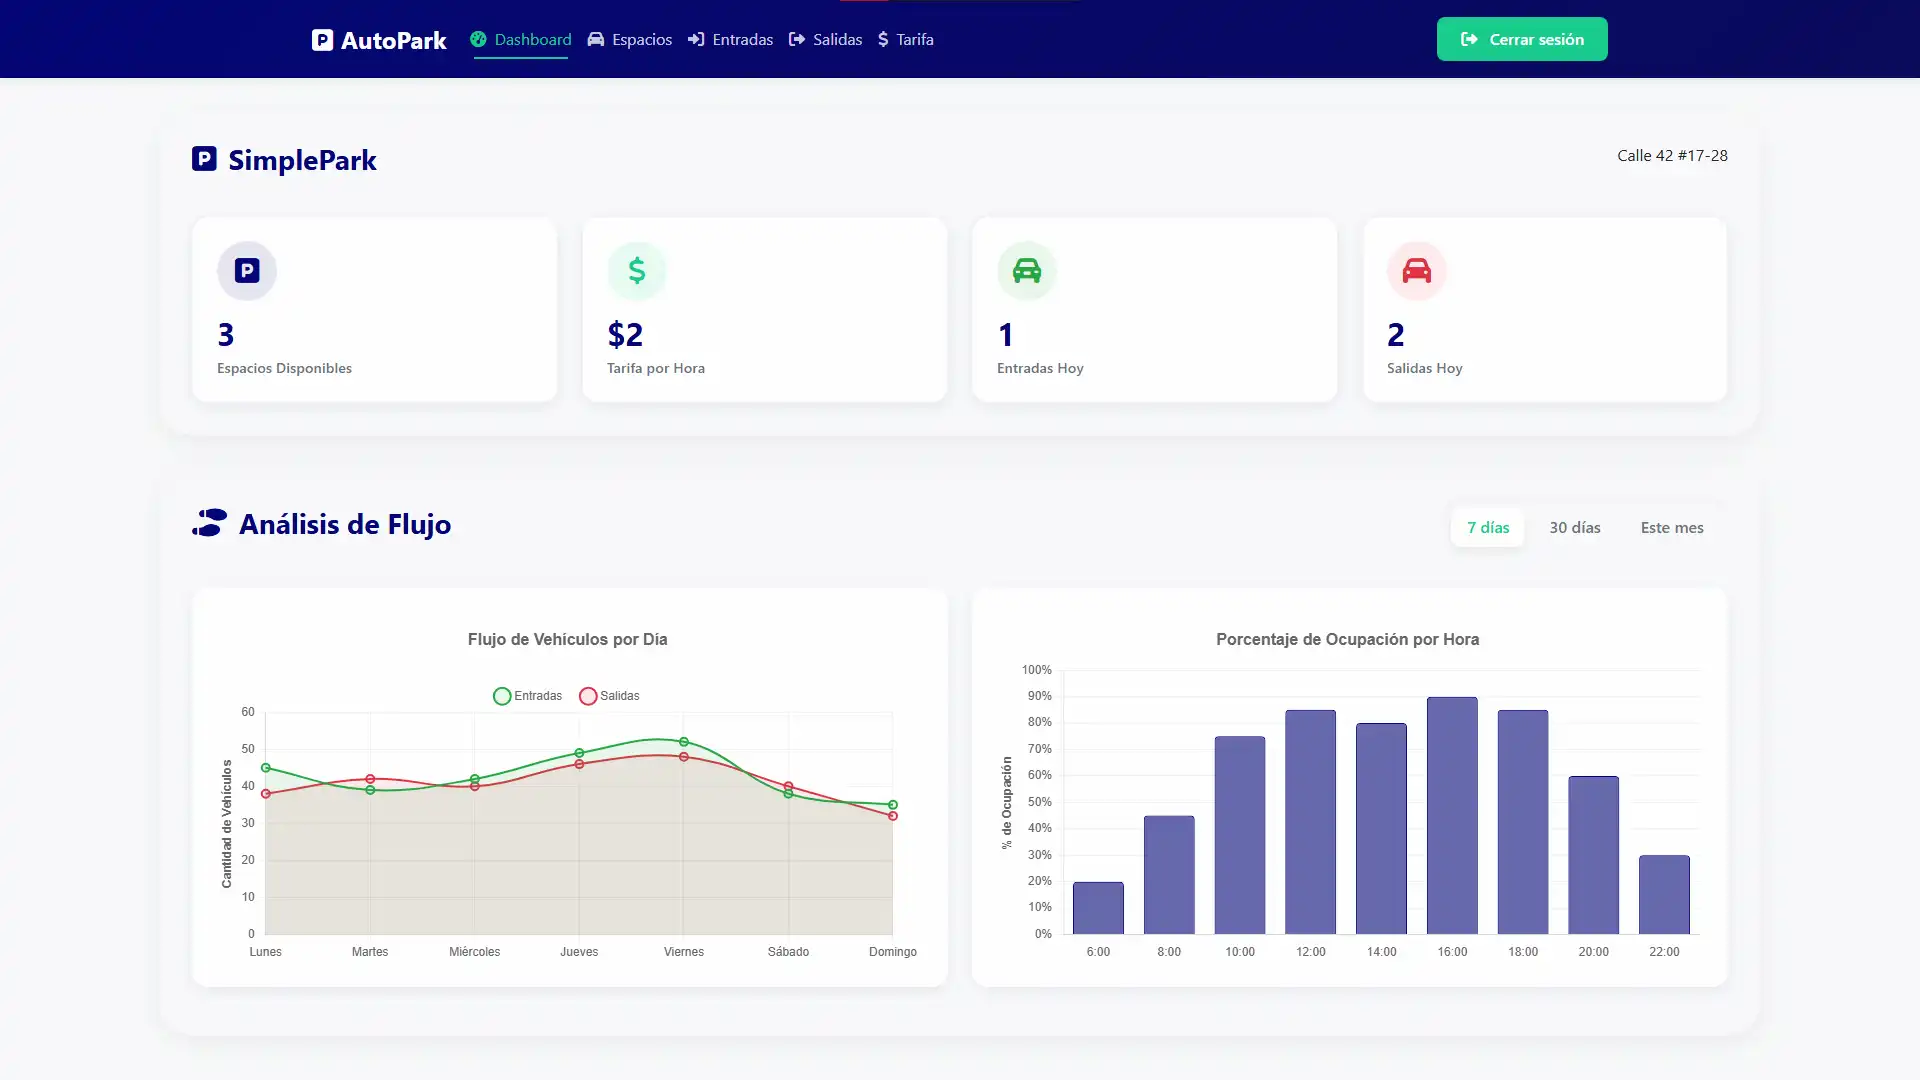 AutoPark
Dashboard
Espacios
Entradas
Salidas
Tarifa
Cerrar sesión
SimplePark
Calle 42 #17-28
3
Espacios Disponibles
$2
Tarifa por Hora
1
Entradas Hoy
2
Salidas Hoy
Análisis de Flujo
7 días
30 días
Este mes
Flujo de Vehículos por Día
Entradas
Salidas
Cantidad de Vehículos
60
50
40
30
20
10
0
Lunes
Martes
Miércoles
Jueves
Viernes
Sábado
Domingo
Porcentaje de Ocupación por Hora
% de Ocupación
100%
90%
80%
70%
60%
50%
40%
30%
20%
10%
0%
6:00
8:00
10:00
12:00
14:00
16:00
18:00
20:00
22:00